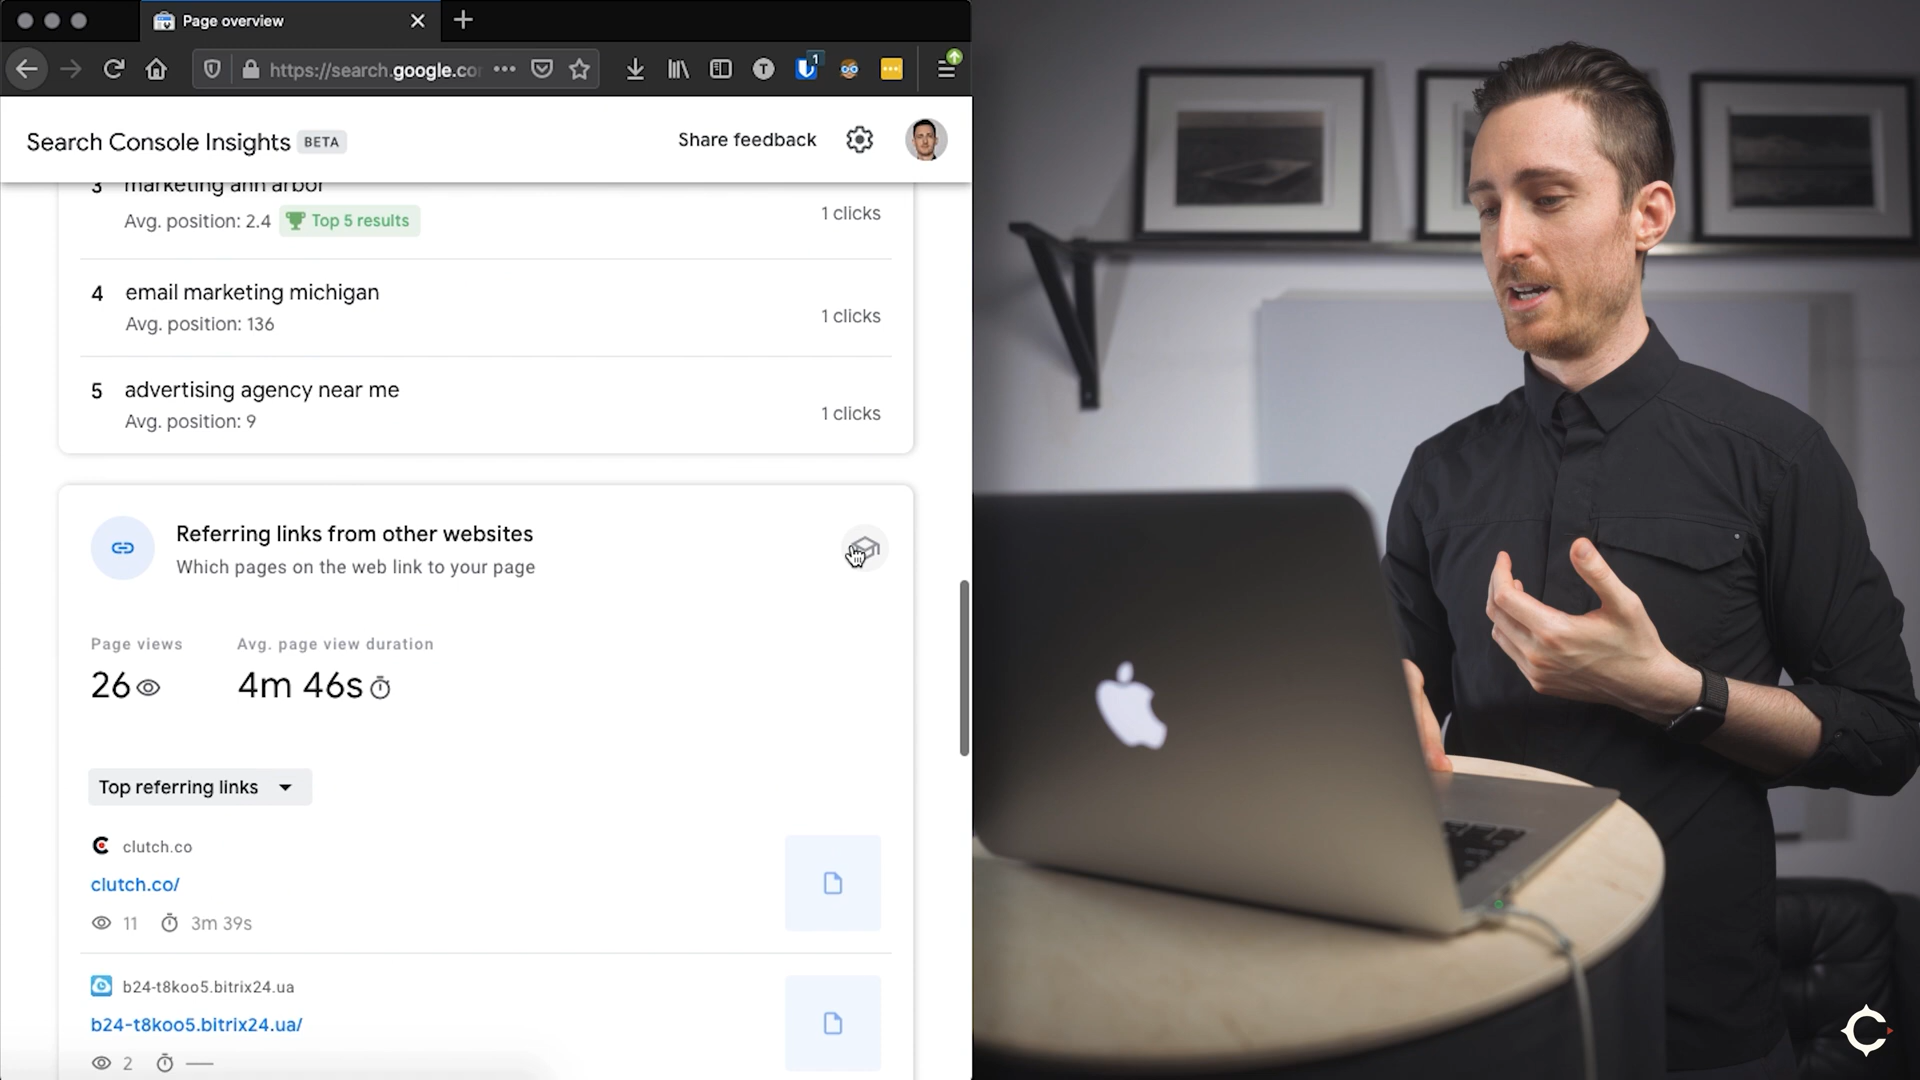 Page overview
https://search.google.co
1
Search Console Insights BETA
Share feedback
3 marketing ann arbor
Avg. position: 2.4 Top 5 results
1 clicks
4 email marketing michigan
Avg. position: 136
1 clicks
5 advertising agency near me
Avg. position: 9
1 clicks
Referring links from other websites
Which pages on the web link to your page
Page views
26
Avg. page view duration
4m 46s
Top referring links
clutch.co
clutch.co/
11 3m 39s
b24-t8koo5.bitrix24.ua
b24-t8koo5.bitrix24.ua/
2